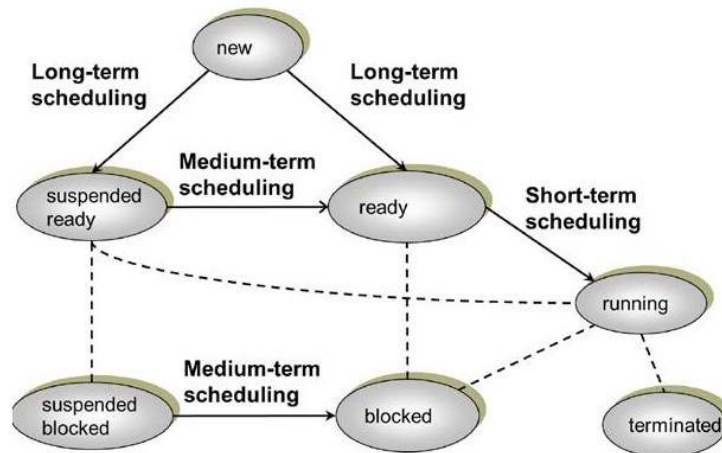 new
Long-term
scheduling
Long-term
scheduling
Medium-term
scheduling
suspended
ready
ready
Short-term
scheduling
running
Medium-term
scheduling
suspended
blocked
blocked
terminated